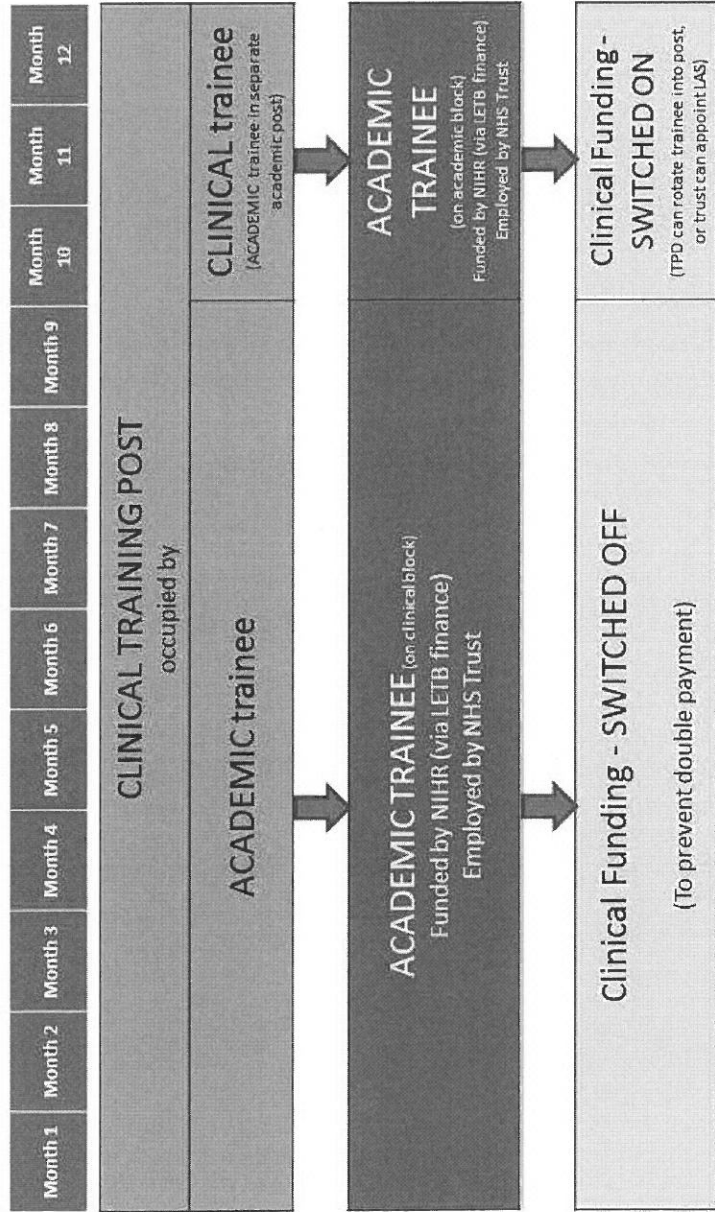 Month 1
Month 2
Month 3
Month 4
Month 5
Month 6
Month 7
Month 8
Month 9
Month
10
Month
11
Month
12
CLINICAL TRAINING POST
occupied by
ACADEMIC trainee
CLINICAL trainee
(ACADEMIC trainee in separate
academic post)
ACADEMIC TRAINEE (on clinical block)
Funded by NIHR (via LETB finance)
Employed by NHS Trust
ACADEMIC
TRAINEE
(on academic block)
Funded by NIHR (via LETB finance)
Employed by NHS Trust
Clinical Funding - SWITCHED OFF
(To prevent double payment)
Clinical Funding -
SWITCHED ON
(TPD can rotate trainee into post,
or trust can appoint LAS)